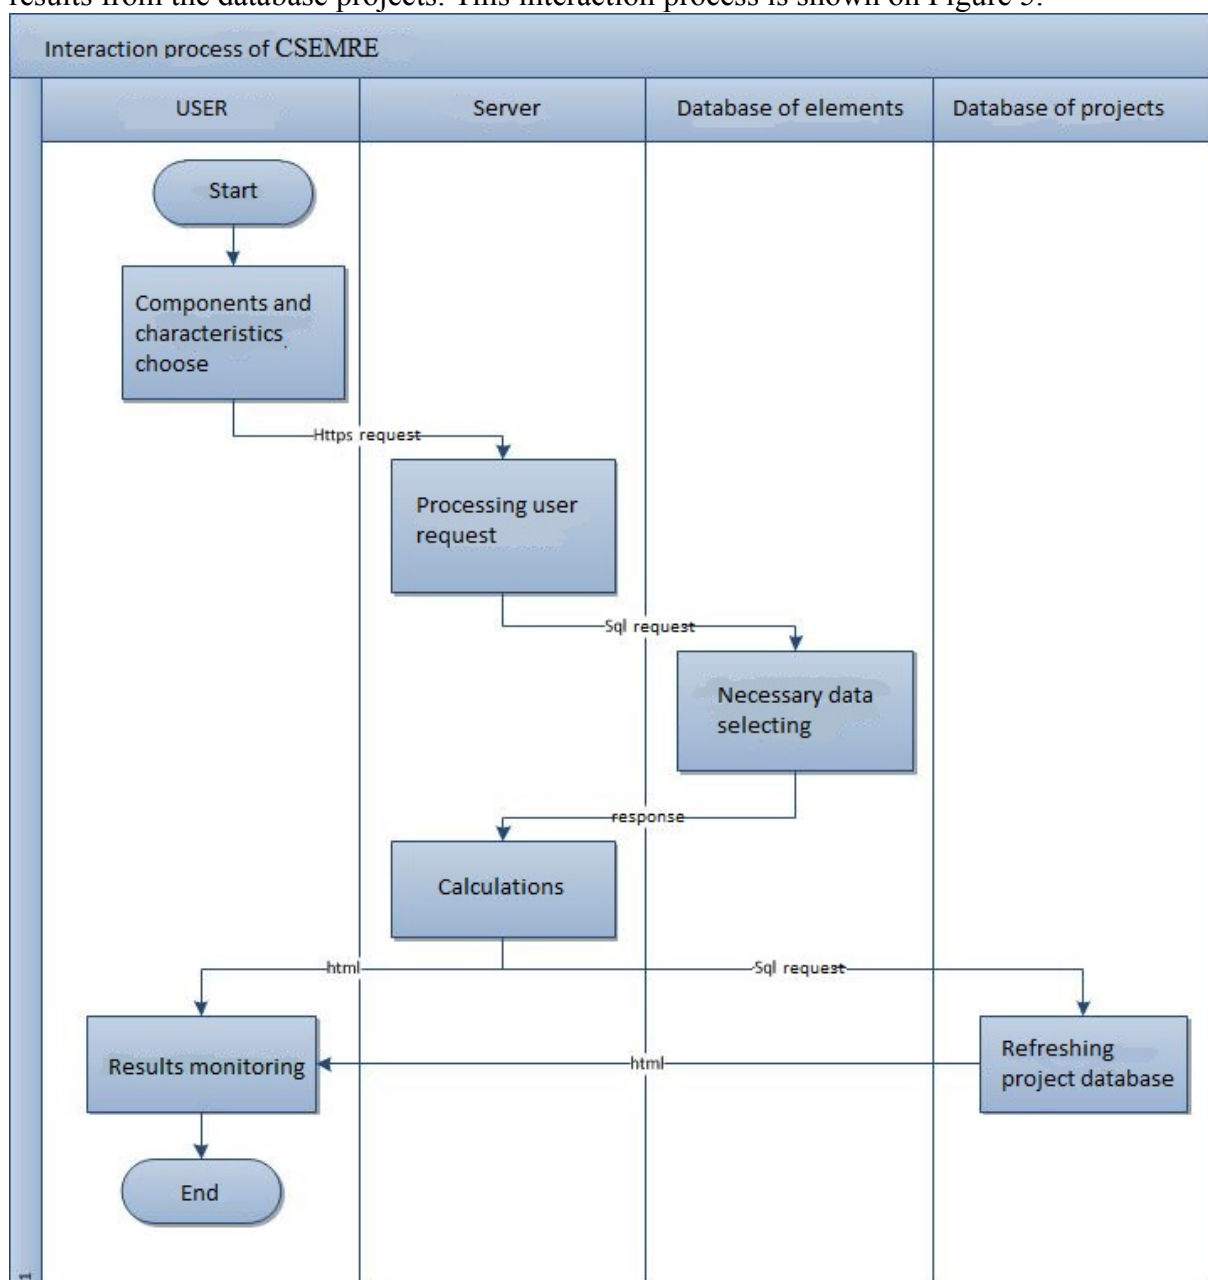 results from the database projects. This interaction process is shown on Figure 5.
Interaction process of CSEMRE
USER
Server
Database of elements
Database of projects
Start
Components and
characteristics
choose
Https request
Processing user
request
Sql request
Necessary data
selecting
response
Calculations
html
Sql request
Results monitoring
html
Refreshing
project database
End
1